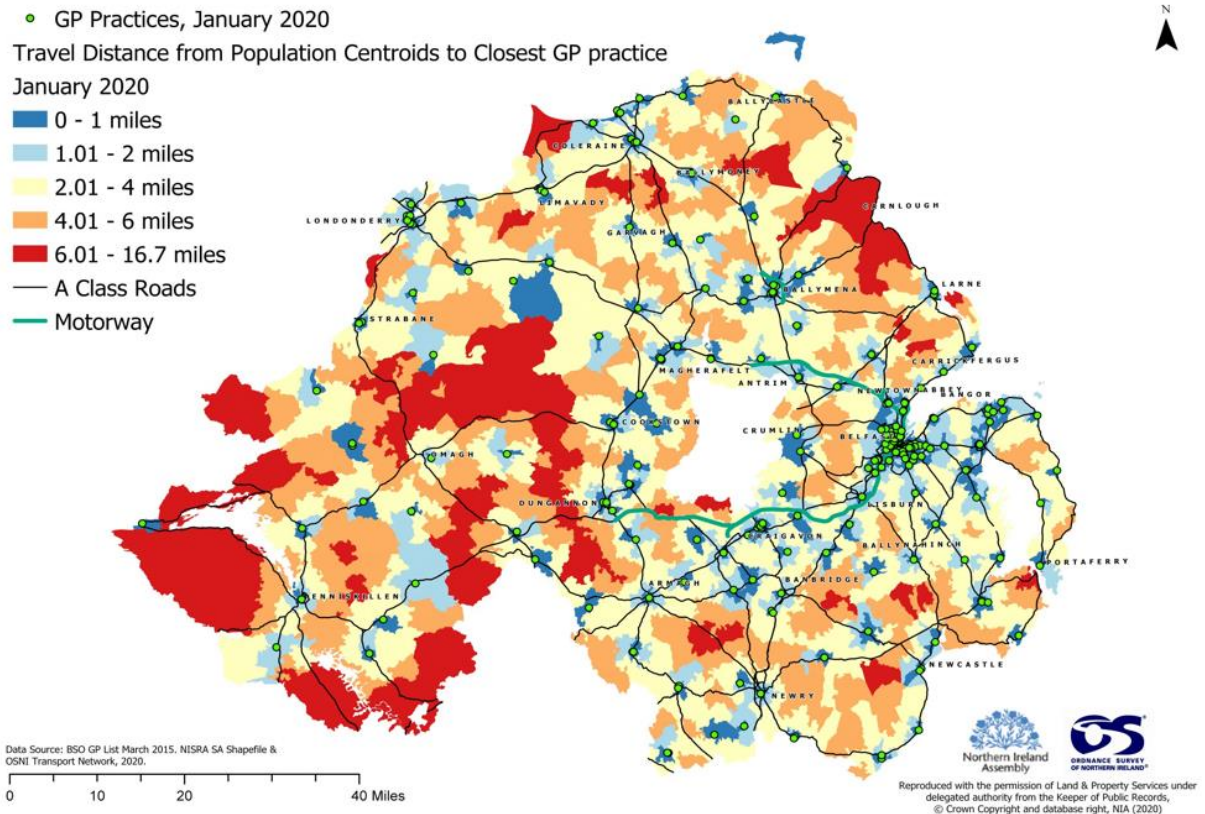 GP Practices, January 2020
Travel Distance from Population Centroids to Closest GP practice
January 2020
0 - 1 miles
1.01 - 2 miles
2.01 - 4 miles
4.01 - 6 miles
6.01 - 16.7 miles
A Class Roads
Motorway
N
BALLYCASTLE
COLERAINE
BALLYMONEY
LIMAVADY
CARNLOUGH
LONDONDERRY
GARVAGH
BALLYMENA
LARNE
STRABANE
CARRICKFERGUS
MAGHERAFELT
ANTRIM
NEWTOWNABBEY
BANGOR
COOKSTOWN
CRUMLIN
BELFAST
OMAGH
DUNGANNON
LISBURN
CRAIGAVON
BALLYNAHINCH
PORTAFERRY
ARMAGH
BANBRIDGE
ENNISKILLEN
NEWCASTLE
NEWRY
Data Source: BSO GP List March 2015. NISRA SA Shapefile &
OSNI Transport Network, 2020.
0 10 20 40 Miles
Northern Ireland
Assembly
OS
ORDNANCE SURVEY
OF NORTHERN IRELAND
Reproduced with the permission of Land & Property Services under
delegated authority from the Keeper of Public Records,
© Crown Copyright and database right, NIA (2020)